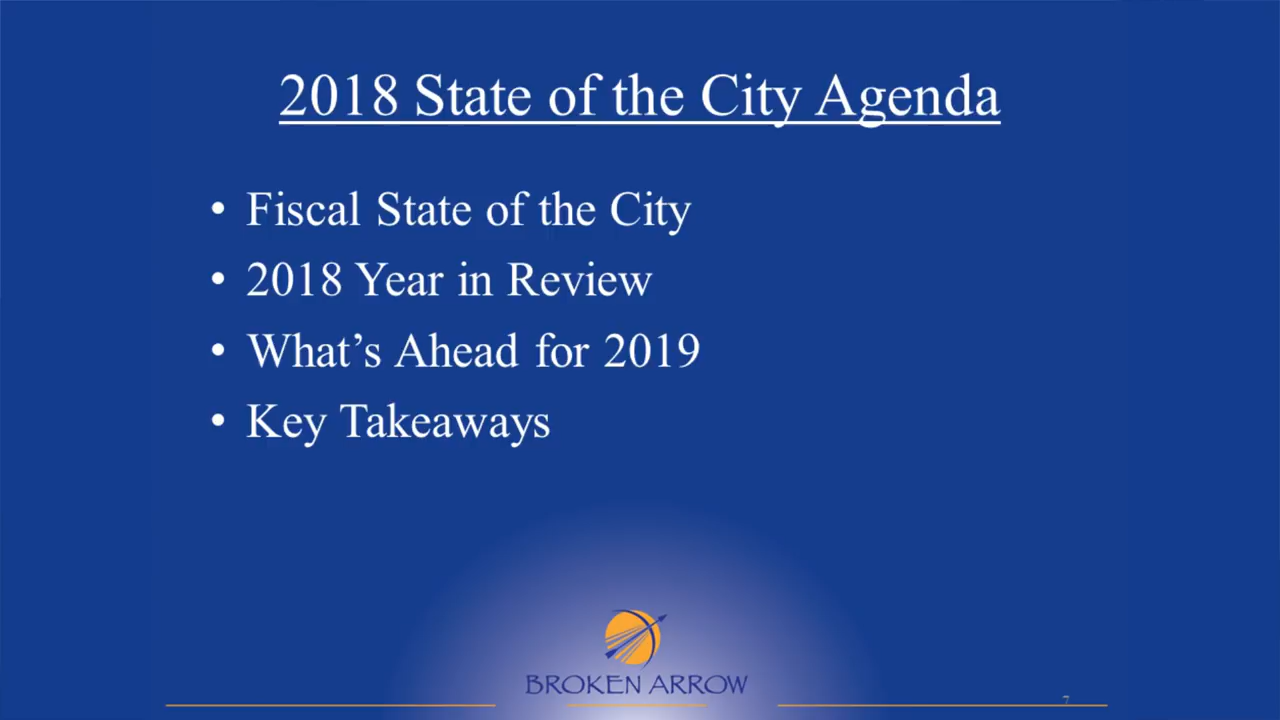 2018 State of the City Agenda
• Fiscal State of the City
• 2018 Year in Review
• What’s Ahead for 2019
• Key Takeaways
BROKEN ARROW
7